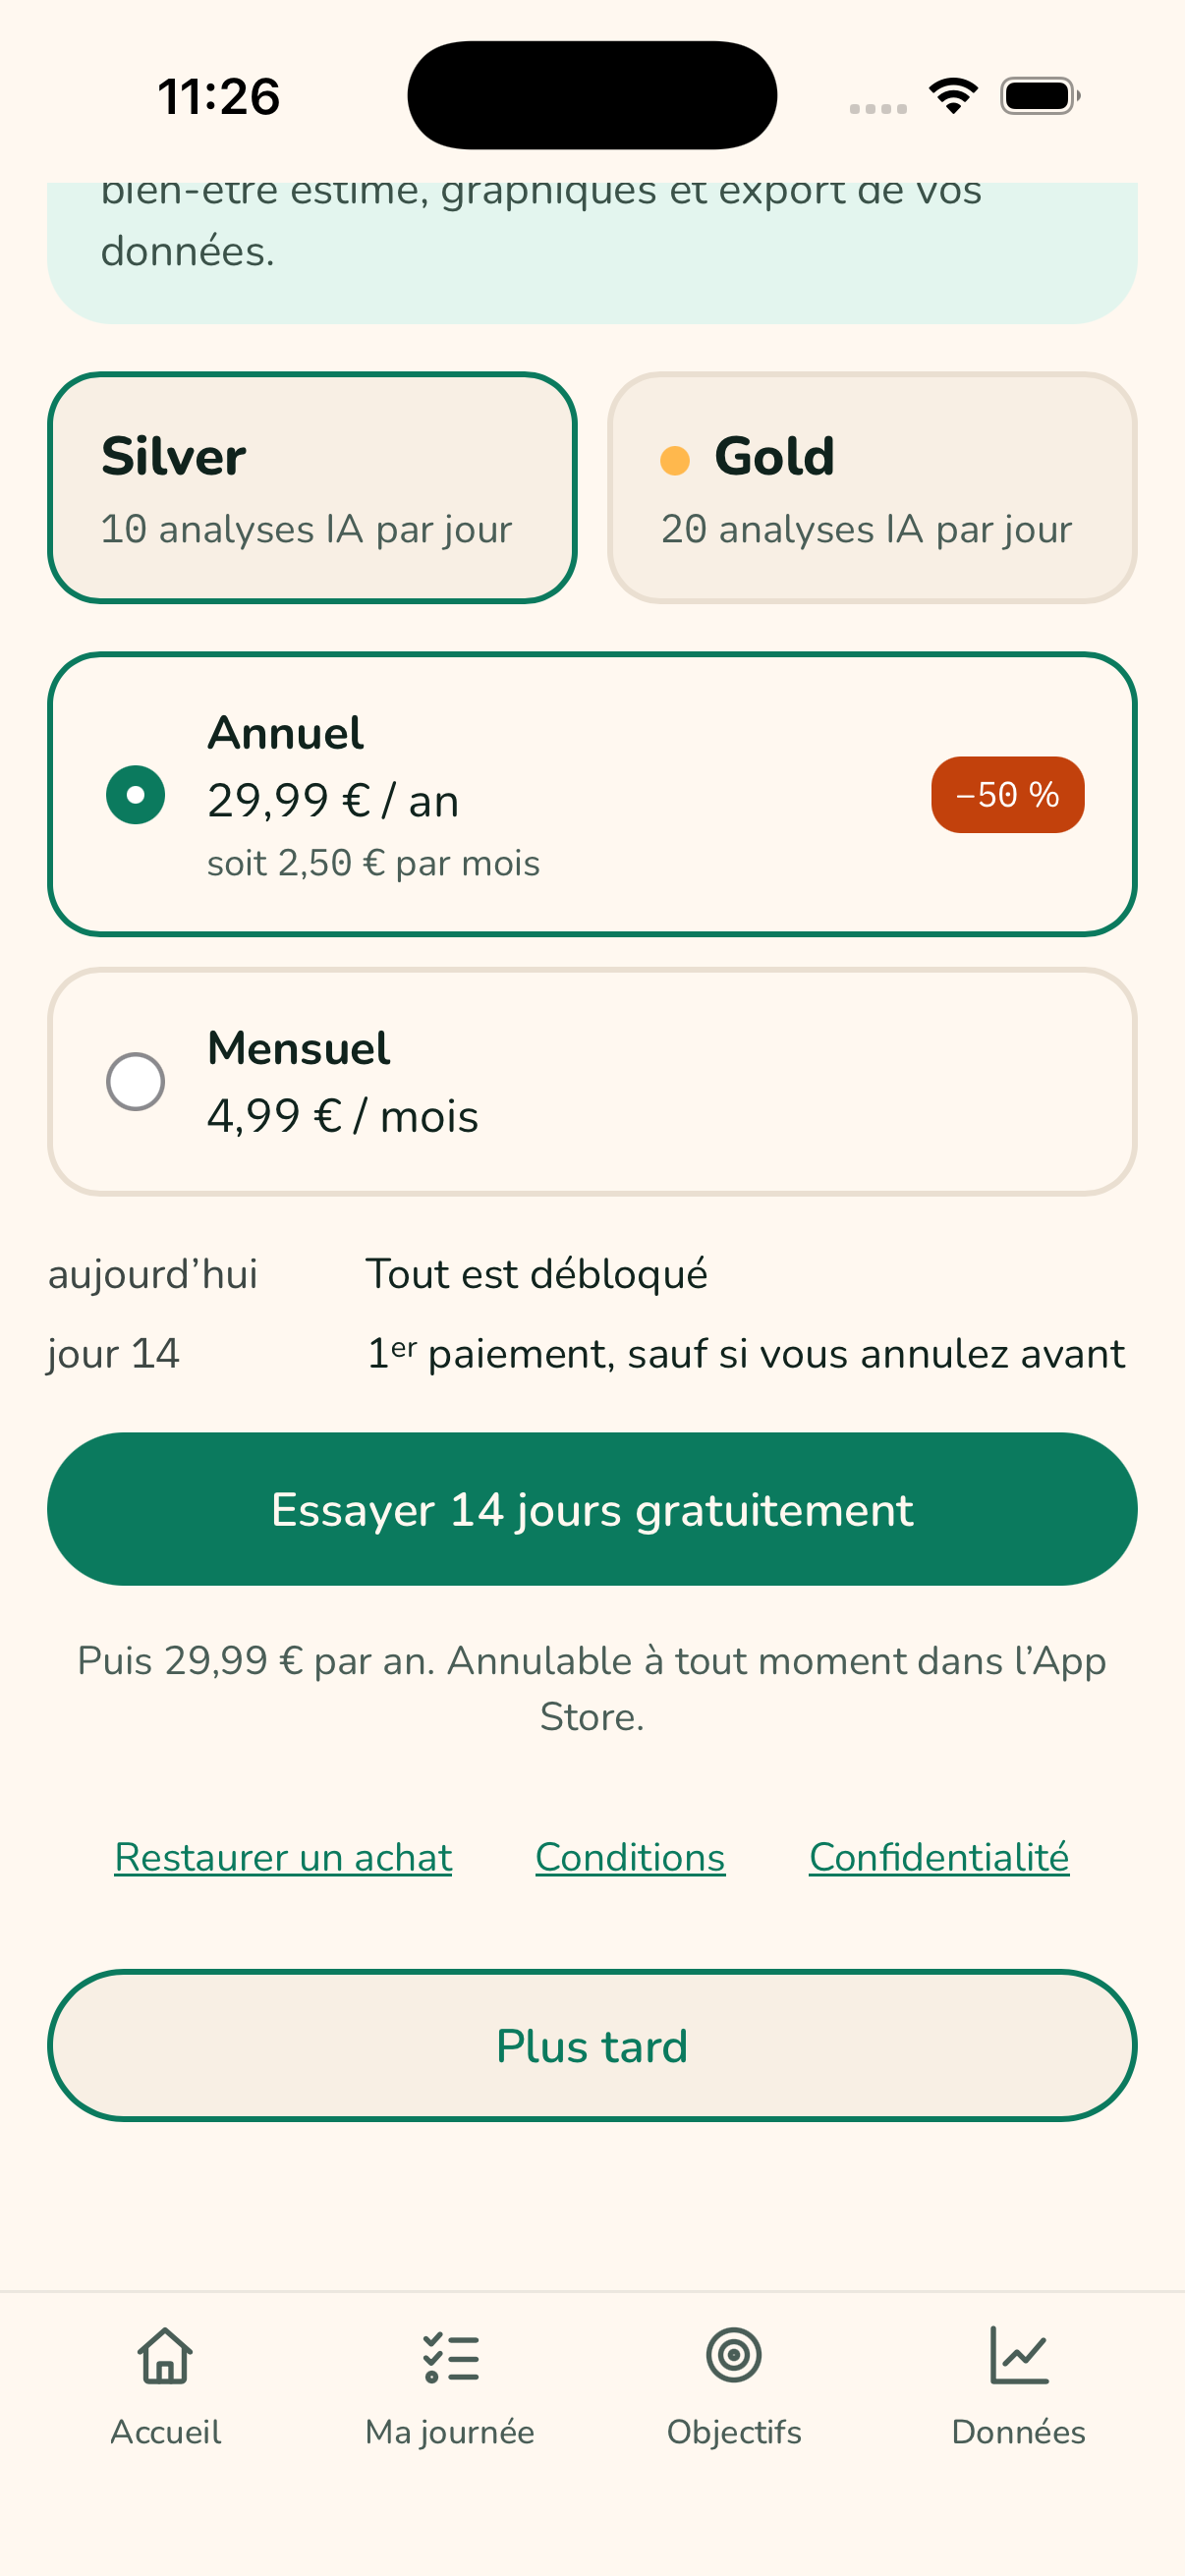 11:26
bien-être estimé, graphiques et export de vos
données.
Silver
10 analyses IA par jour
Gold
20 analyses IA par jour
Annuel
29,99 € / an
soit 2,50 € par mois
−50 %
Mensuel
4,99 € / mois
aujourd’hui
Tout est débloqué
jour 14
1er paiement, sauf si vous annulez avant
Essayer 14 jours gratuitement
Puis 29,99 € par an. Annulable à tout moment dans l’App
Store.
Restaurer un achat
Conditions
Confidentialité
Plus tard
Accueil
Ma journée
Objectifs
Données